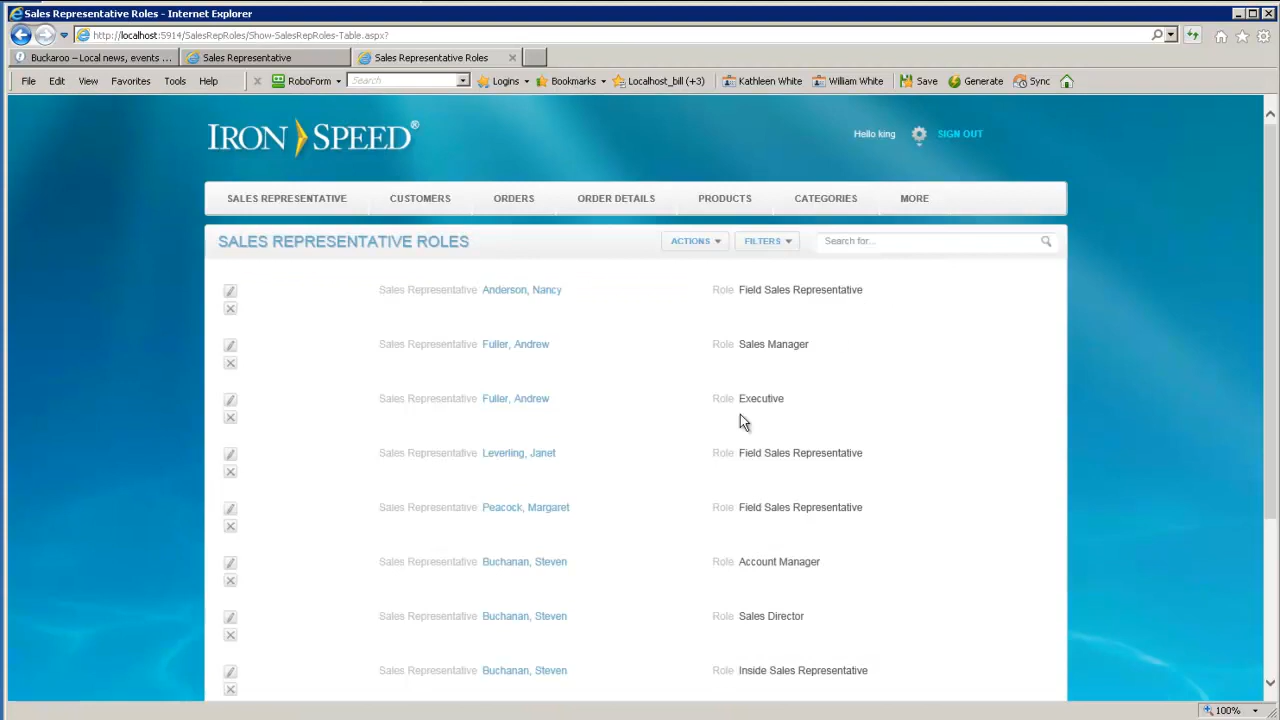 Sales Representative Roles - Internet Explorer
http://localhost:5914/SalesRepRoles/Show-SalesRepRoles-Table.aspx?
Buckaroo – Local news, events ... Sales Representative Sales Representative Roles
File Edit View Favorites Tools Help RoboForm Search Logins Bookmarks Localhost_bill (+3) Kathleen White William White Save Generate Sync
IRON SPEED®
Hello king SIGN OUT
SALES REPRESENTATIVE CUSTOMERS ORDERS ORDER DETAILS PRODUCTS CATEGORIES MORE
SALES REPRESENTATIVE ROLES ACTIONS FILTERS Search for...
Sales Representative Anderson, Nancy Role Field Sales Representative
Sales Representative Fuller, Andrew Role Sales Manager
Sales Representative Fuller, Andrew Role Executive
Sales Representative Leverling, Janet Role Field Sales Representative
Sales Representative Peacock, Margaret Role Field Sales Representative
Sales Representative Buchanan, Steven Role Account Manager
Sales Representative Buchanan, Steven Role Sales Director
Sales Representative Buchanan, Steven Role Inside Sales Representative
100%